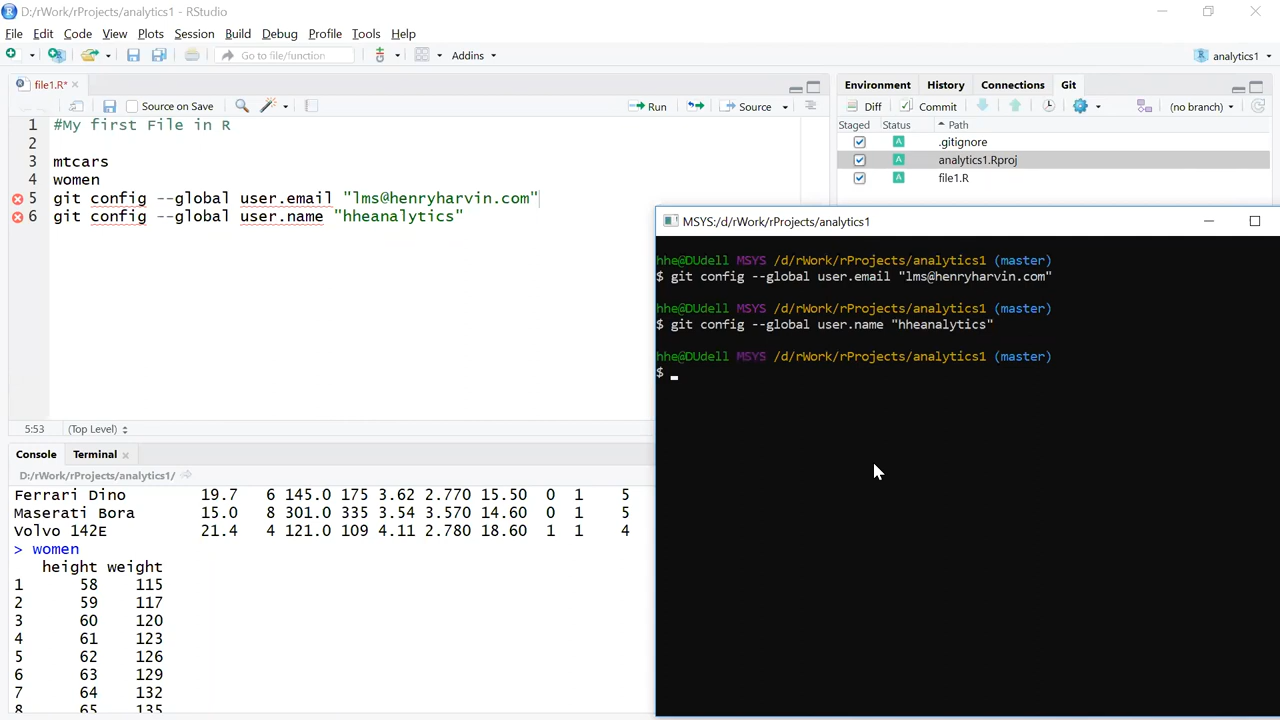 D:/rWork/rProjects/analytics1 - RStudio
File Edit Code View Plots Session Build Debug Profile Tools Help
Go to file/function Addins analytics1
file1.R*
Source on Save Run Source
1 #My first File in R
2
3 mtcars
4 women
5 git config --global user.email "lms@henryharvin.com"
6 git config --global user.name "hheanalytics"
5:53 (Top Level)
Environment History Connections Git
Diff Commit (no branch)
Staged Status Path
A .gitignore
A analytics1.Rproj
A file1.R
MSYS:/d/rWork/rProjects/analytics1
hhe@DUdell MSYS /d/rWork/rProjects/analytics1 (master)
$ git config --global user.email "lms@henryharvin.com"
hhe@DUdell MSYS /d/rWork/rProjects/analytics1 (master)
$ git config --global user.name "hheanalytics"
hhe@DUdell MSYS /d/rWork/rProjects/analytics1 (master)
$
Console Terminal
D:/rWork/rProjects/analytics1/
Ferrari Dino 19.7 6 145.0 175 3.62 2.770 15.50 0 1 5
Maserati Bora 15.0 8 301.0 335 3.54 3.570 14.60 0 1 5
Volvo 142E 21.4 4 121.0 109 4.11 2.780 18.60 1 1 4
> women
height weight
1 58 115
2 59 117
3 60 120
4 61 123
5 62 126
6 63 129
7 64 132
8 65 135